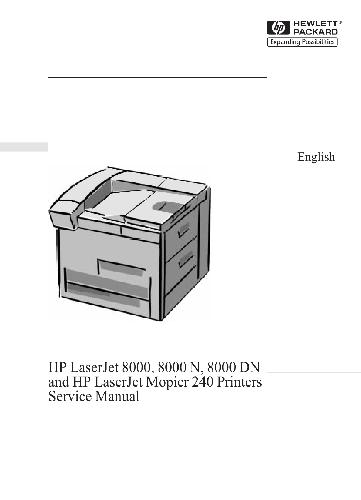 hp HEWLETT®
PACKARD
Expanding Possibilities
English
HP LaserJet 8000, 8000 N, 8000 DN
and HP LaserJet Mopier 240 Printers
Service Manual